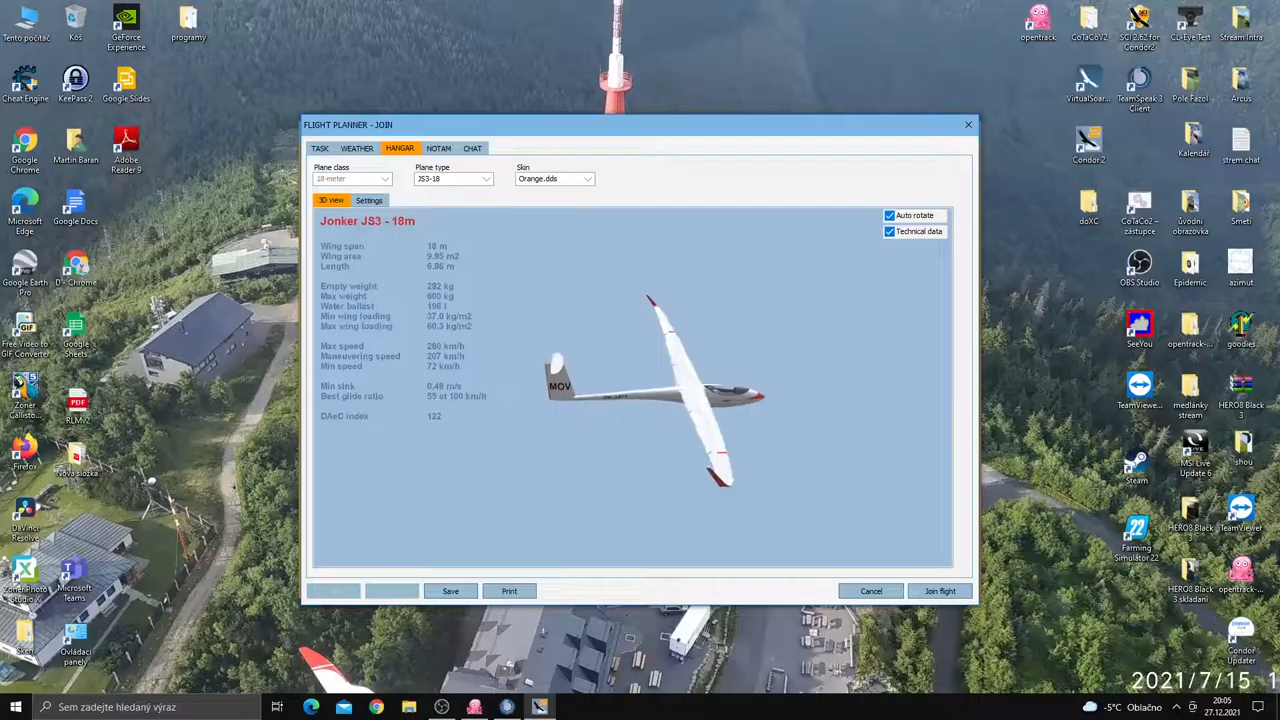 Tento počítač
Koš
GeForce Experience
programy
opentrack
CoTaCoV2
SCI 2.62 for Condor2
CL-Eye Test
Stream Intra
Cheat Engine
KeePass 2
Google Slides
VirtualSoar...
TeamSpeak 3 Client
Pole Fazol
Arcus
Google Chrome
Martin Baran
Adobe Reader 9
Condor 2
Kalendář
strem chat
Microsoft Edge
Google Docs
doXC
CoTaCo2 – zástupce
úvodní obrazovka
Smeti
Google Earth Pro
D - Chrome
OBS Studio
Epidemic
azimut
Free Video to GIF Converter
Google Sheets
SeeYou
opentrack-...
goodies
Zoner Callisto...
RLMv2
TeamView...
medlánky stream
HERO8 Black 3
Firefox
Nová složka
Steam
MSI Live Update 6
shou
DaVinci Resolve
Farming Simulátor 22
HERO8 Black 3
TeamViewer
Zoner Photo Studio X
Microsoft Teams
HERO8 Black 3 skládání
opentrack-...
Ovládací panely
Condor Updater
FLIGHT PLANNER - JOIN
TASK WEATHER HANGAR NOTAM CHAT
Plane class Plane type Skin
18-meter JS3-18 Orange.dds
3D view Settings
Jonker JS3 - 18m
Auto rotate
Technical data
Wing span 18 m
Wing area 9,95 m2
Length 6,86 m
Empty weight 282 kg
Max weight 600 kg
Water ballast 196 l
Min wing loading 37.0 kg/m2
Max wing loading 60.3 kg/m2
Max speed 280 km/h
Maneuvering speed 207 km/h
Min speed 72 km/h
Min sink 0,48 m/s
Best glide ratio 55 at 100 km/h
DAeC index 122
MOV
Save Print Cancel Join flight
2021/7/15 1
Sem zadejte hledaný výraz
-5°C Oblačno
20:05
27.12.2021